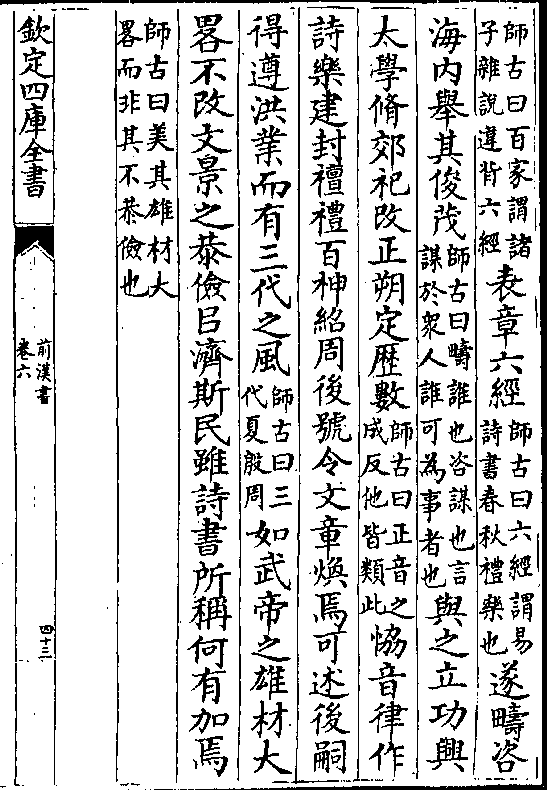 師古曰百家謂諸
子雜說違背六經
表章六經
師古曰六經謂易
詩書春秋禮樂也
遂疇咨
海内舉其俊茂
師古曰疇誰也咨謀也言
謀於衆人誰可為事者也
與之立功興
太學脩郊祀改正朔定歴數
師古曰正音之
成反他皆類此
恊音律作
詩樂建封禮百神紹周後號令文章煥焉可述後嗣
得遵洪業而有三代之風
師古曰三
代夏殷周
如武帝之雄材大
畧不改文景之恭儉㠯濟斯民雖詩書所稱何有加焉
師古曰美其雄材大
畧而非其不恭儉也
欽定四庫全書
前漢書
卷六
四十三